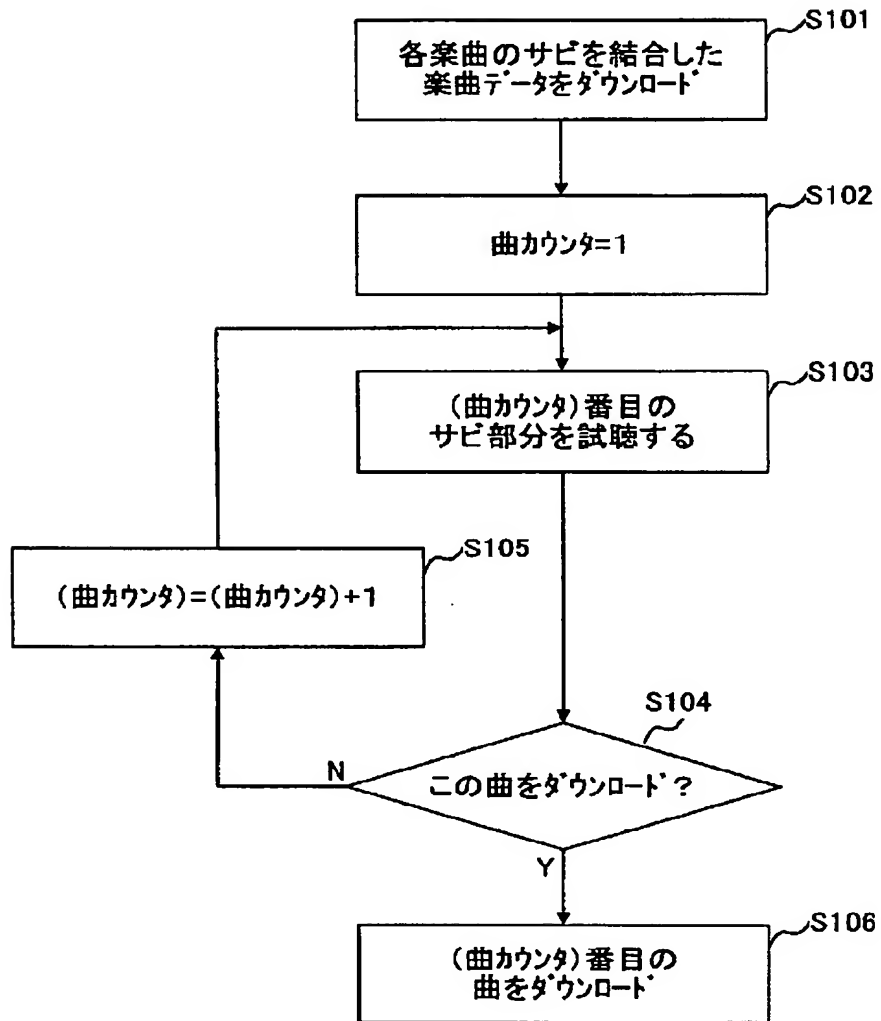 S101
各楽曲のサビを結合した
楽曲データをダウンロード
S102
曲カウンタ=1
S103
(曲カウンタ)番目の
サビ部分を試聴する
S105
(曲カウンタ)=(曲カウンタ)+1
S104
N
この曲をダウンロード?
Y
S106
(曲カウンタ)番目の
曲をダウンロード